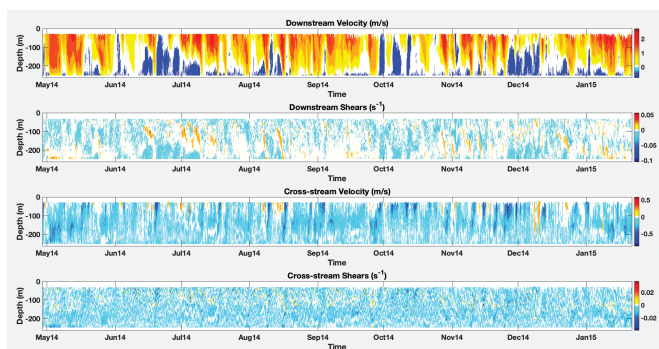 Downstream Velocity (m/s)
Depth (m)
0
-100
-200
2
1
0
May14 Jun14 Jul14 Aug14 Sep14 Oct14 Nov14 Dec14 Jan15
Time
Downstream Shears (s⁻¹)
Depth (m)
0
-100
-200
0.05
0
-0.05
-0.1
May14 Jun14 Jul14 Aug14 Sep14 Oct14 Nov14 Dec14 Jan15
Time
Cross-stream Velocity (m/s)
Depth (m)
0
-100
-200
0.5
0
-0.5
May14 Jun14 Jul14 Aug14 Sep14 Oct14 Nov14 Dec14 Jan15
Time
Cross-stream Shears (s⁻¹)
Depth (m)
0
-100
-200
0.02
0
-0.02
May14 Jun14 Jul14 Aug14 Sep14 Oct14 Nov14 Dec14 Jan15
Time